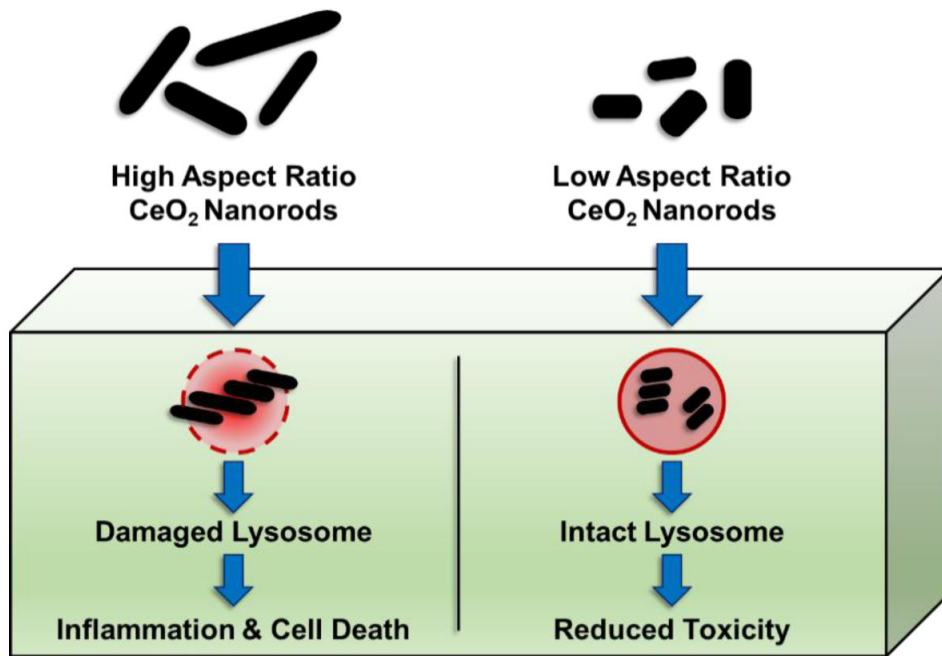 High Aspect Ratio
CeO₂ Nanorods
Low Aspect Ratio
CeO₂ Nanorods
Damaged Lysosome
Inflammation & Cell Death
Intact Lysosome
Reduced Toxicity